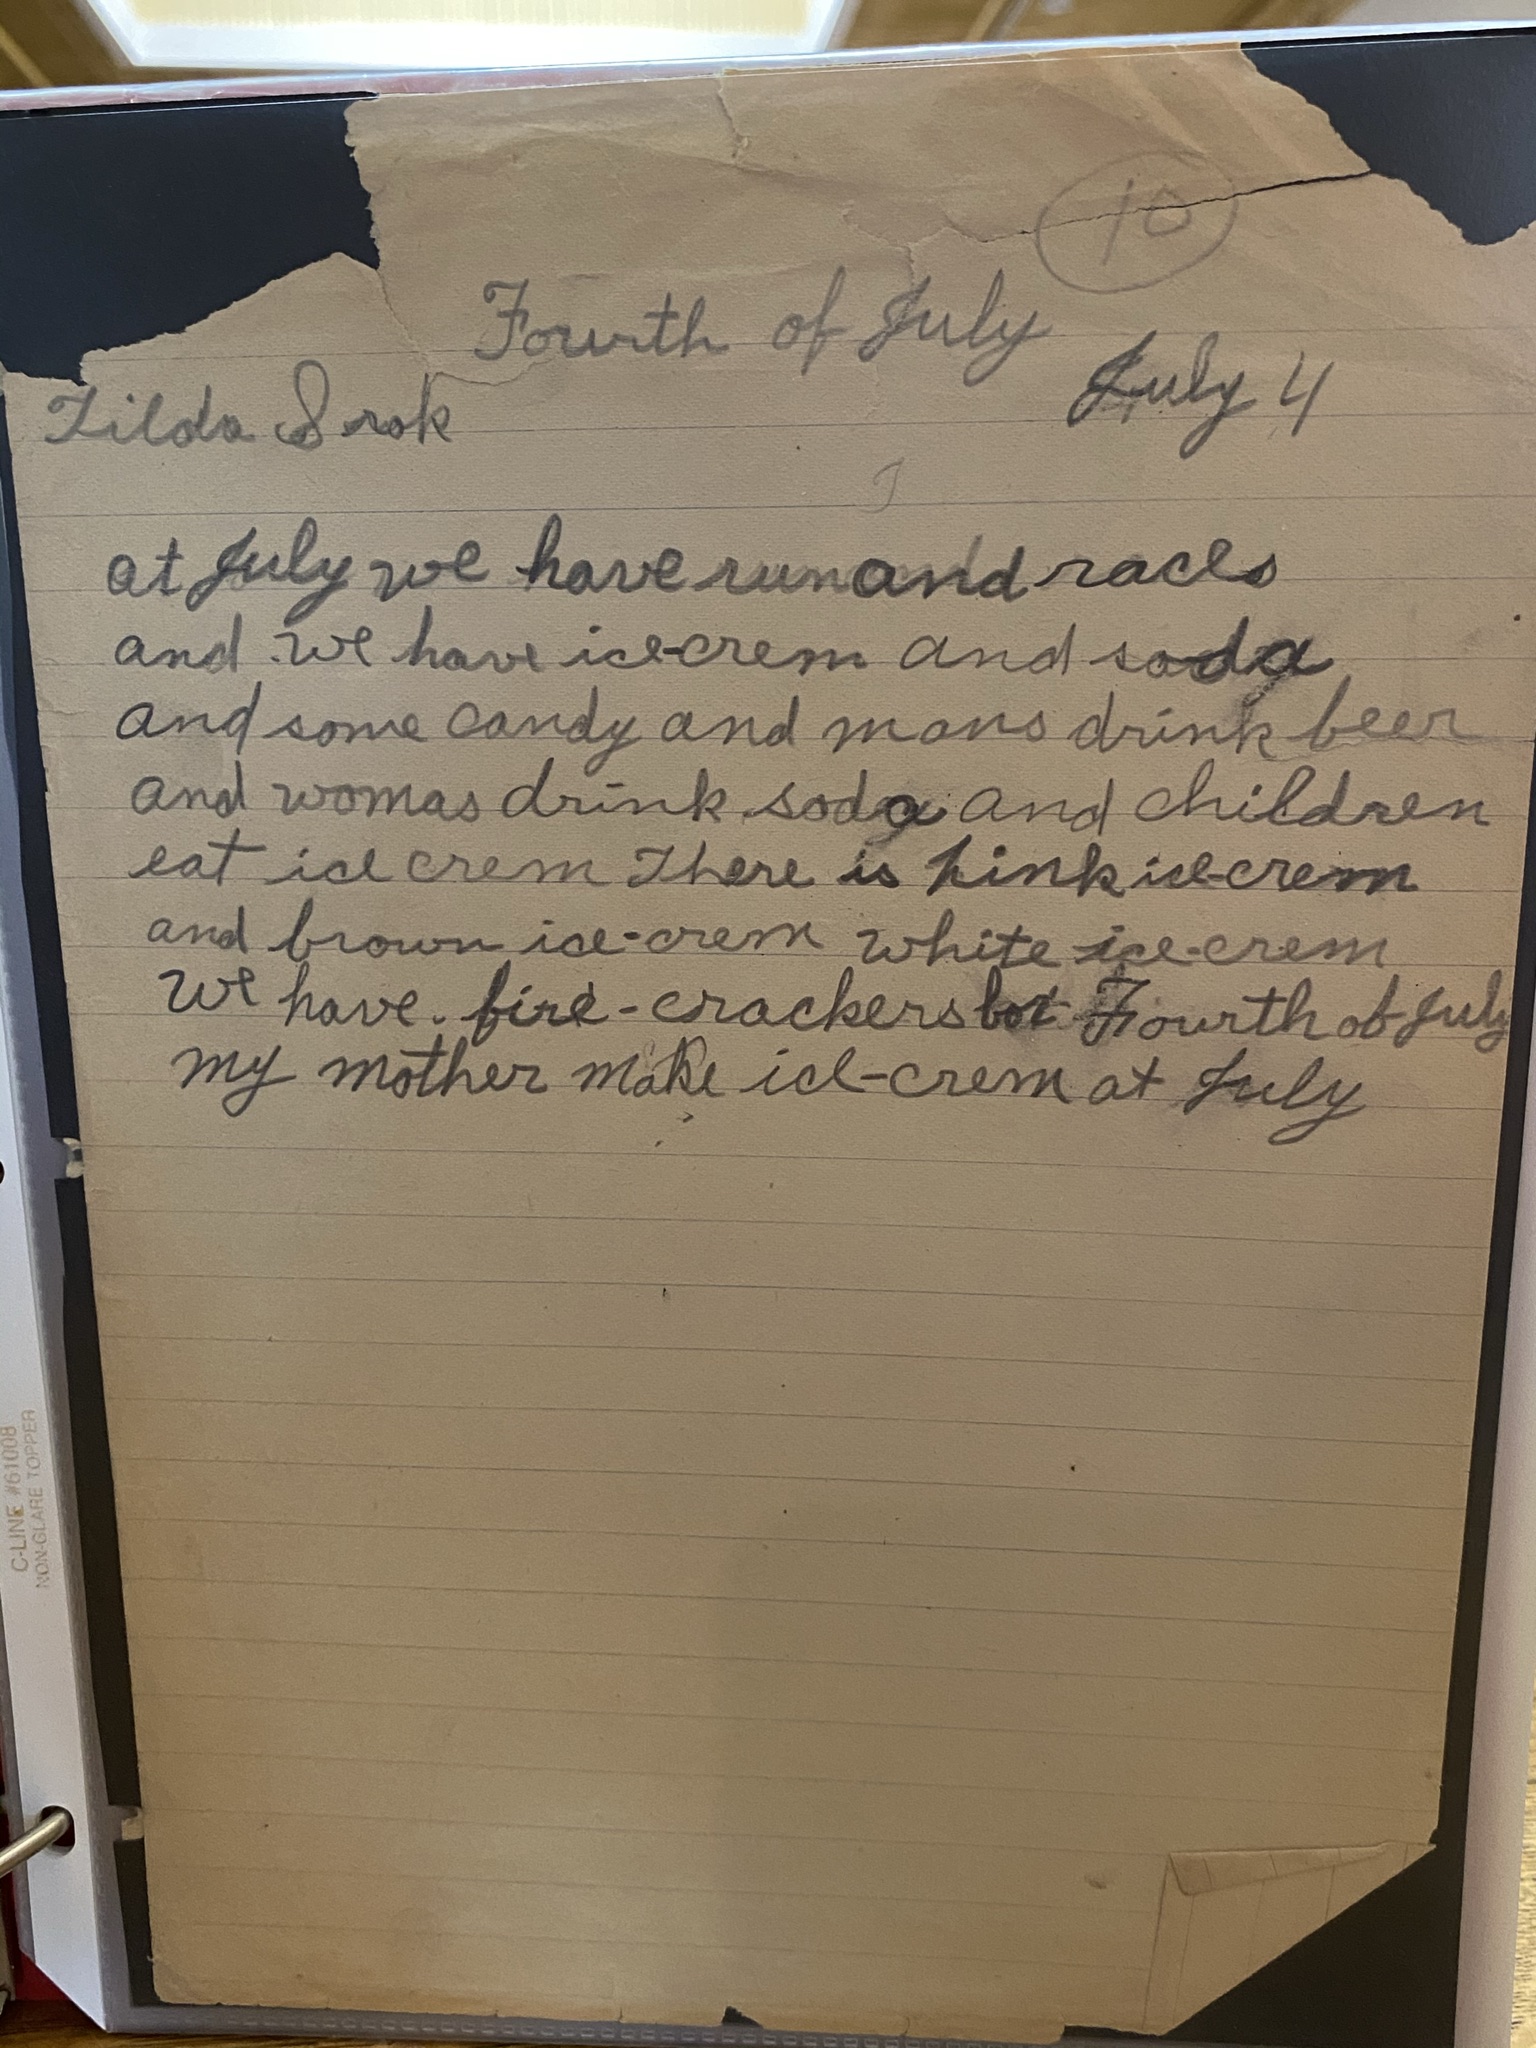 10
Fourth of July
July 4
Tilda Srok
at July we have run and races
and we have ice-crem and soda
and some candy and mans drink beer
and womas drink soda and children
eat ice crem There is pink ice-crem
and brown ice-crem white ice-crem
We have fire-crackers for Fourth of July
my mother make ice-crem at July
C-LINE #61008
NON-GLARE TOPPER